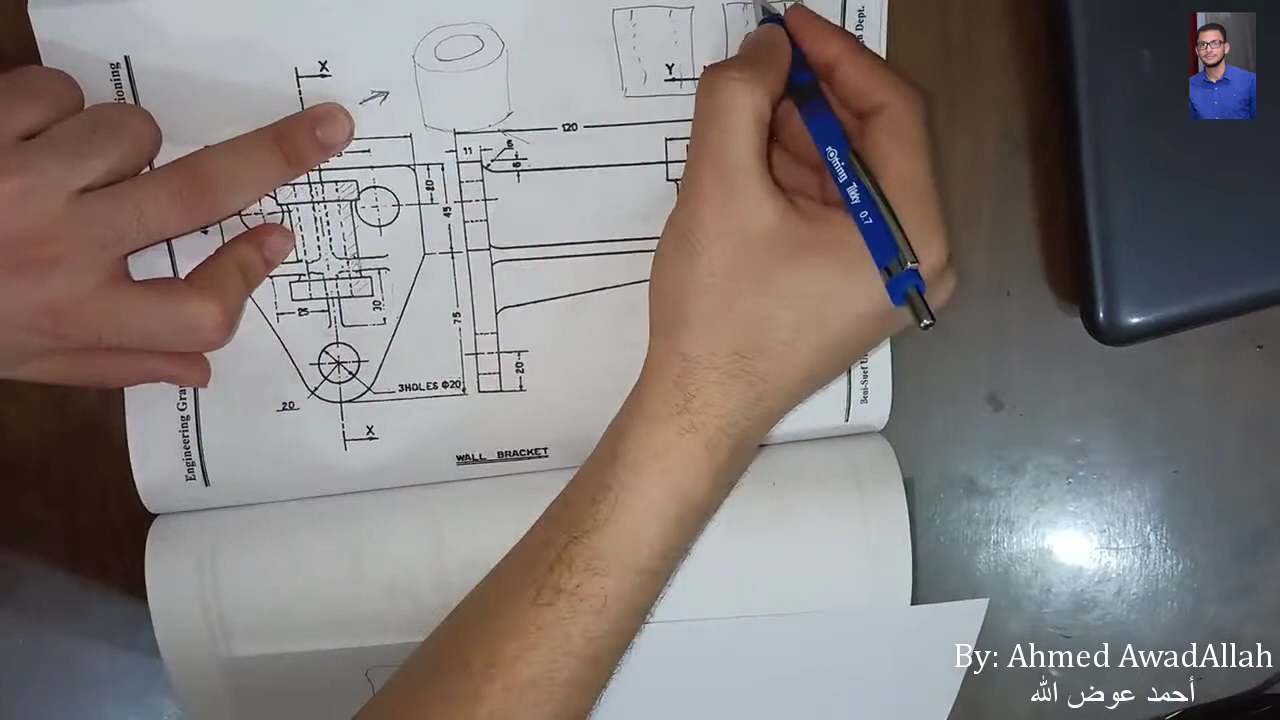 X
120
Y
11
6
6
20
45
75
30
20
3HOLES Φ20
20
X
WALL BRACKET
Engineering Gra
ioning
n Dept.
Beni-Suef U
rOtring Tikky 0.7
By: Ahmed AwadAllah
أحمد عوض الله